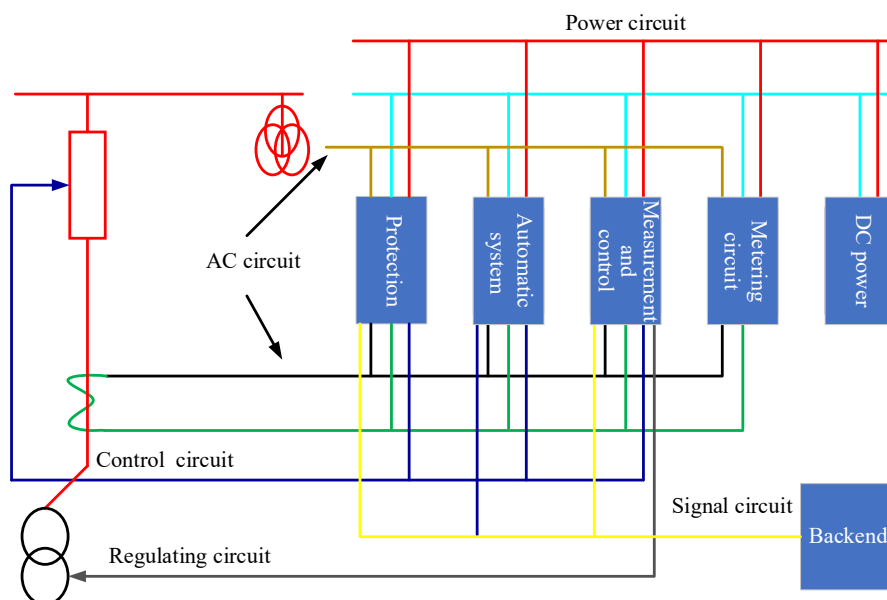 Power circuit
AC circuit
Protection
Automatic
system
Measurement
and
control
Metering
circuit
DC power
Control circuit
Signal circuit
Backend
Regulating circuit